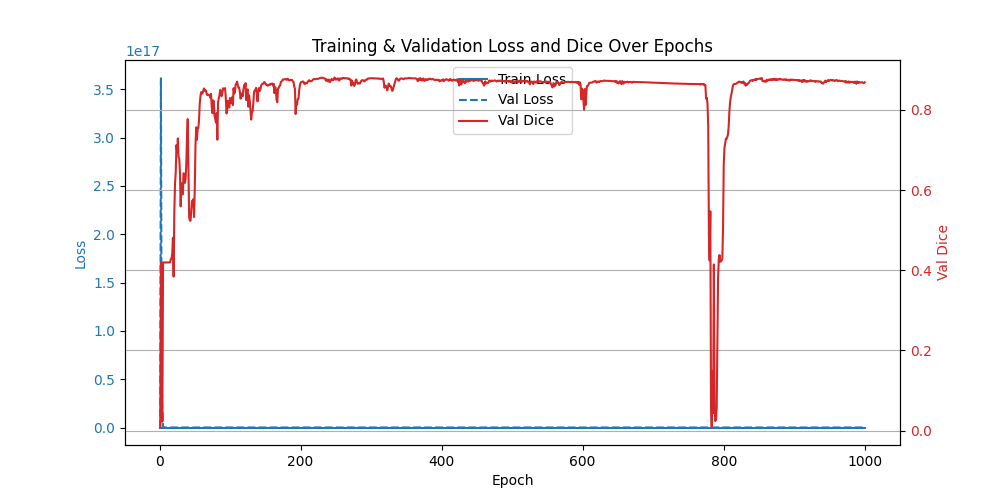 Training & Validation Loss and Dice Over Epochs
1e17
Train Loss
Val Loss
Val Dice
3.5
3.0
2.5
2.0
1.5
1.0
0.5
0.0
Loss
0.8
0.6
0.4
0.2
0.0
Val Dice
0 200 400 600 800 1000
Epoch